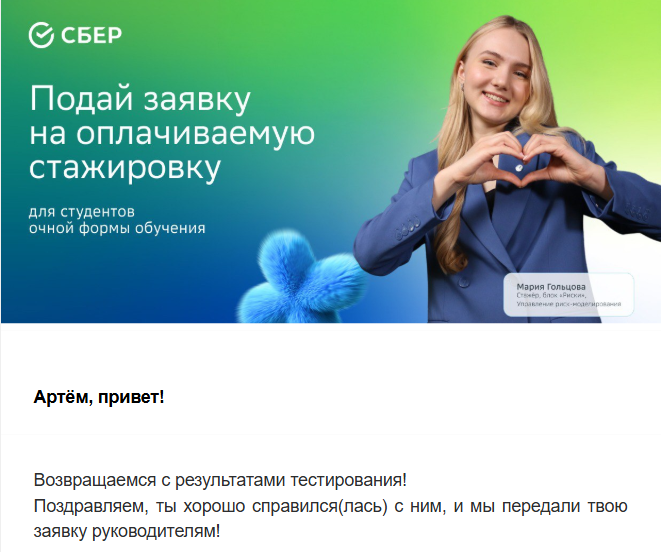 СБЕР
Подай заявку
на оплачиваемую
стажировку
для студентов
очной формы обучения
Мария Гольцова
Стажёр, блок «Риски»,
Управление риск-моделирования
Артём, привет!
Возвращаемся с результатами тестирования!
Поздравляем, ты хорошо справился(лась) с ним, и мы передали твою
заявку руководителям!